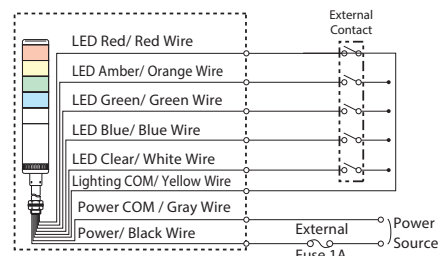 External
Contact
LED Red/ Red Wire
LED Amber/ Orange Wire
LED Green/ Green Wire
LED Blue/ Blue Wire
LED Clear/ White Wire
Lighting COM/ Yellow Wire
Power COM / Gray Wire
Power/ Black Wire
External
Fuse 1A
Power
Source